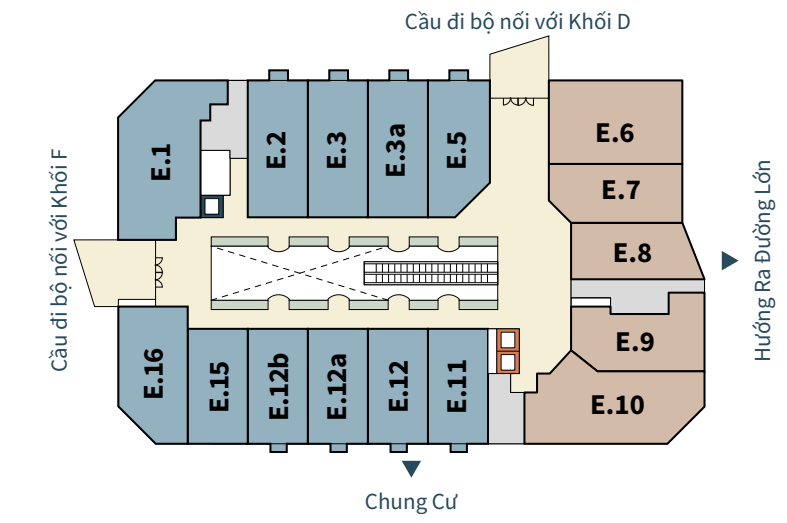 Cầu đi bộ nối với Khối D
E.1
E.2
E.3
E.3a
E.5
E.6
E.7
E.8
E.9
E.10
Cầu đi bộ nối với Khối F
Hướng Ra Đường Lớn
E.16
E.15
E.12b
E.12a
E.12
E.11
Chung Cư